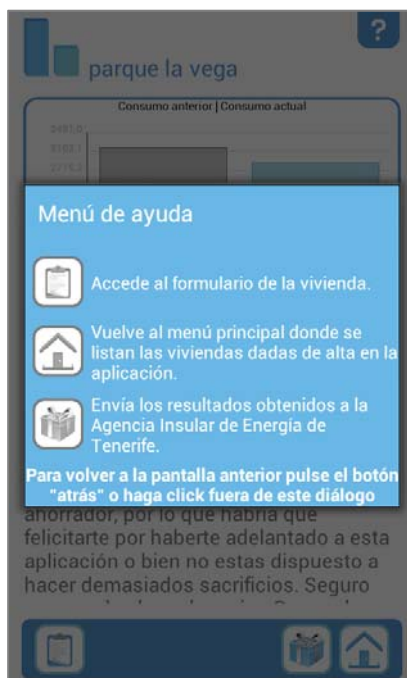 ?
parque la vega
Consumo anterior | Consumo actual
Menú de ayuda
Accede al formulario de la vivienda.
Vuelve al menú principal donde se
listan las viviendas dadas de alta en la
aplicación.
Envía los resultados obtenidos a la
Agencia Insular de Energía de
Tenerife.
Para volver a la pantalla anterior pulse el botón
"atrás" o haga click fuera de este diálogo
ahorrador, por lo que habría que
felicitarte por haberte adelantado a esta
aplicación o bien no estas dispuesto a
hacer demasiados sacrificios. Seguro